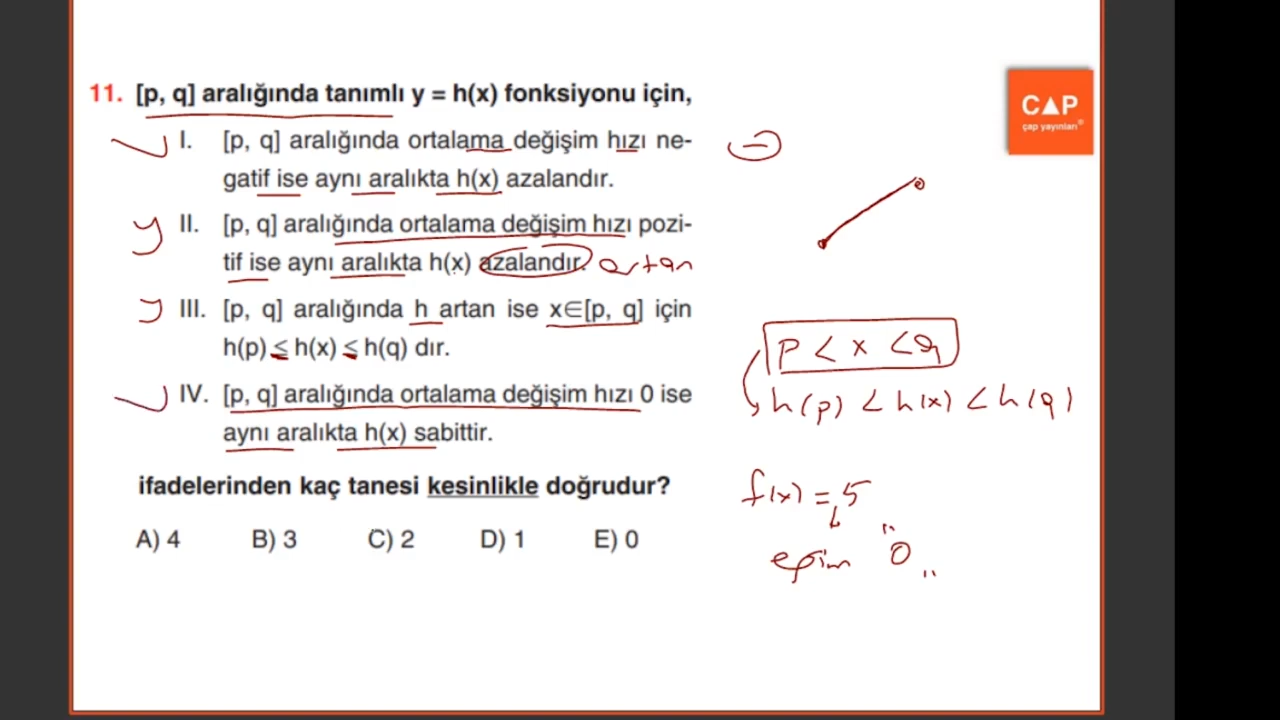 11. [p, q] aralığında tanımlı y = h(x) fonksiyonu için,
I. [p, q] aralığında ortalama değişim hızı ne-
gatif ise aynı aralıkta h(x) azalandır.
y II. [p, q] aralığında ortalama değişim hızı pozi-
tif ise aynı aralıkta h(x) azalandır. artan
III. [p, q] aralığında h artan ise x∈[p, q] için
h(p) ≤ h(x) ≤ h(q) dır.
IV. [p, q] aralığında ortalama değişim hızı 0 ise
aynı aralıkta h(x) sabittir.
ifadelerinden kaç tanesi kesinlikle doğrudur?
A) 4 B) 3 C) 2 D) 1 E) 0
CAP
çap yayınları®
−
p < x < q
h(p) < h(x) < h(q)
f(x) = 5
eğim "0"